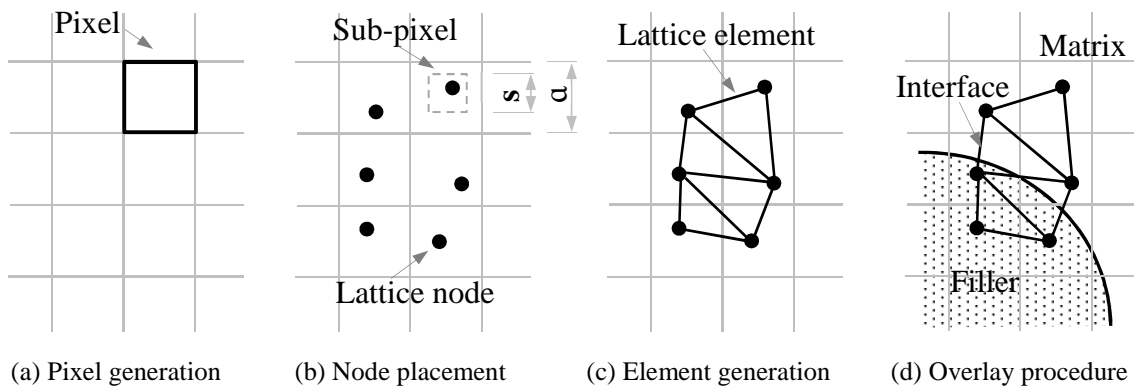 Pixel
Sub-pixel
s
a
Lattice node
Lattice element
Matrix
Interface
Filler
(a) Pixel generation
(b) Node placement
(c) Element generation
(d) Overlay procedure